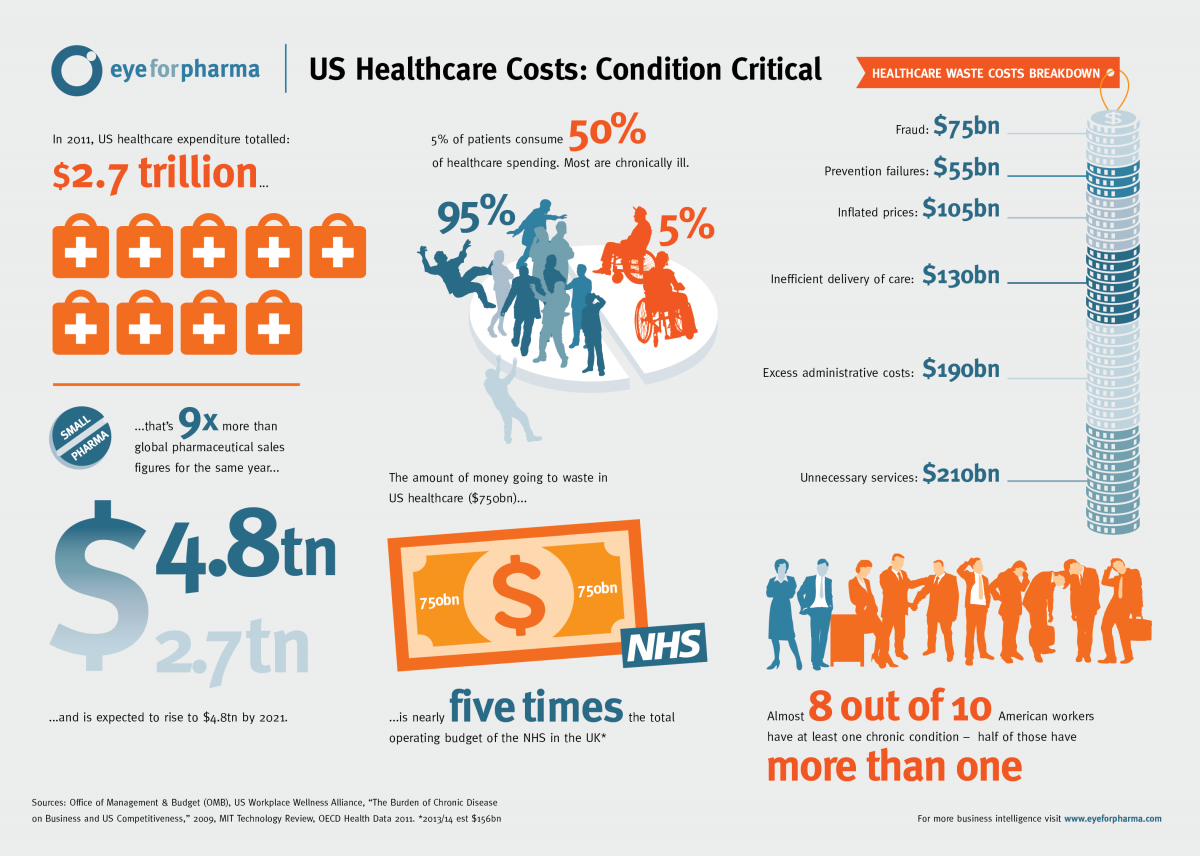 eyeforpharma
US Healthcare Costs: Condition Critical
In 2011, US healthcare expenditure totalled:
$2.7 trillion...
SMALL
PHARMA
...that's 9x more than
global pharmaceutical sales
figures for the same year...
$
4.8tn
2.7tn
...and is expected to rise to $4.8tn by 2021.
5% of patients consume 50%
of healthcare spending. Most are chronically ill.
95%
5%
The amount of money going to waste in
US healthcare ($750bn)...
750bn
$
750bn
NHS
...is nearly five times the total
operating budget of the NHS in the UK*
HEALTHCARE WASTE COSTS BREAKDOWN
$
Fraud: $75bn
Prevention failures: $55bn
Inflated prices: $105bn
Inefficient delivery of care: $130bn
Excess administrative costs: $190bn
Unnecessary services: $210bn
Almost 8 out of 10 American workers
have at least one chronic condition – half of those have
more than one
Sources: Office of Management & Budget (OMB), US Workplace Wellness Alliance, “The Burden of Chronic Disease
on Business and US Competitiveness,” 2009, MIT Technology Review, OECD Health Data 2011. *2013/14 est $156bn
For more business intelligence visit www.eyeforpharma.com